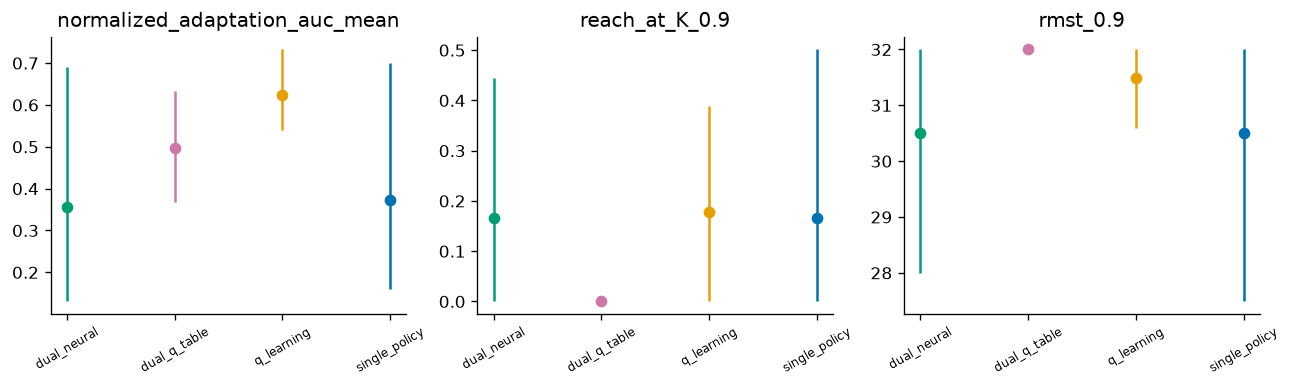 normalized_adaptation_auc_mean
0.7
0.6
0.5
0.4
0.3
0.2
dual_neural
dual_q_table
q_learning
single_policy
reach_at_K_0.9
0.5
0.4
0.3
0.2
0.1
0.0
dual_neural
dual_q_table
q_learning
single_policy
rmst_0.9
32
31
30
29
28
dual_neural
dual_q_table
q_learning
single_policy